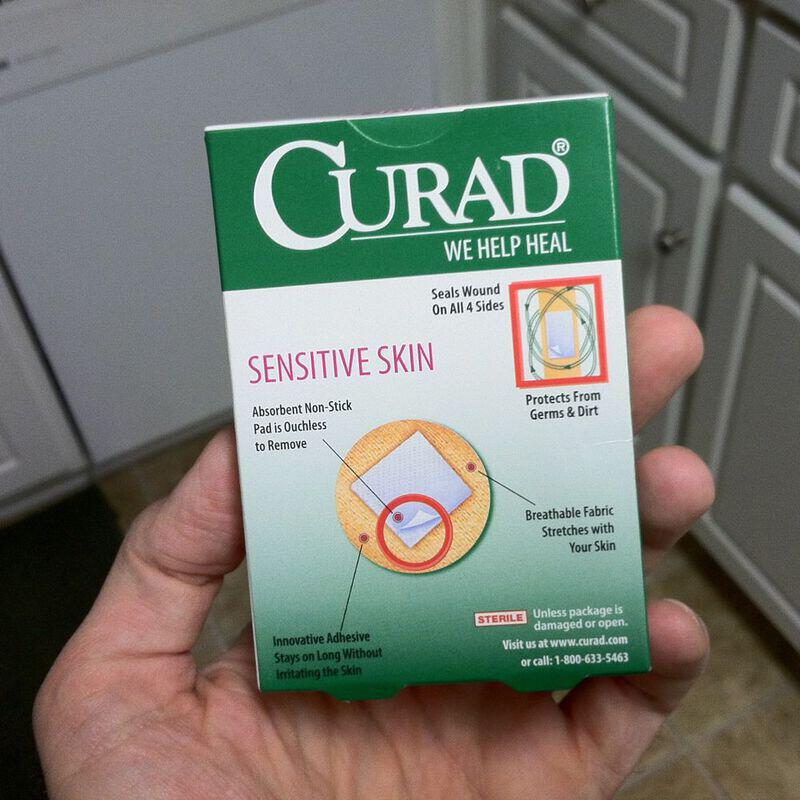 CURAD®
WE HELP HEAL
Seals Wound
On All 4 Sides
Protects From
Germs & Dirt
SENSITIVE SKIN
Absorbent Non-Stick
Pad is Ouchless
to Remove
Breathable Fabric
Stretches with
Your Skin
Innovative Adhesive
Stays on Long Without
Irritating the Skin
STERILE Unless package is
damaged or open.
Visit us at www.curad.com
or call: 1-800-633-5463